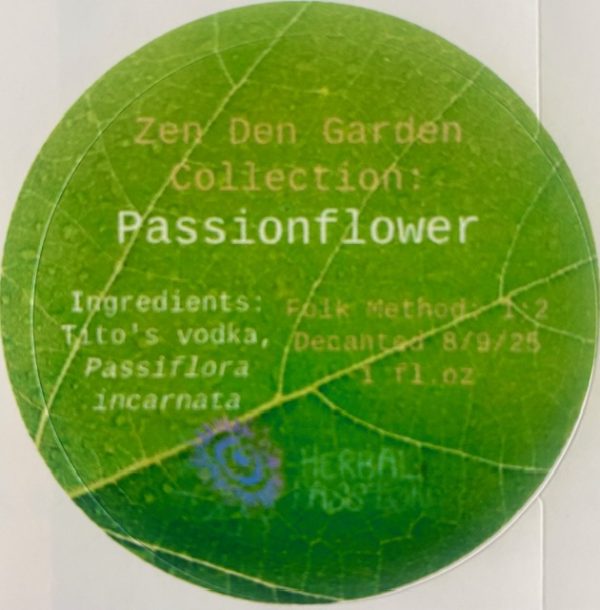 Zen Den Garden
Collection:
Passionflower
Ingredients:
Tito's vodka,
Passiflora
incarnata
Folk Method: 1:2
Decanted 8/9/25
1 fl.oz
HERBAL